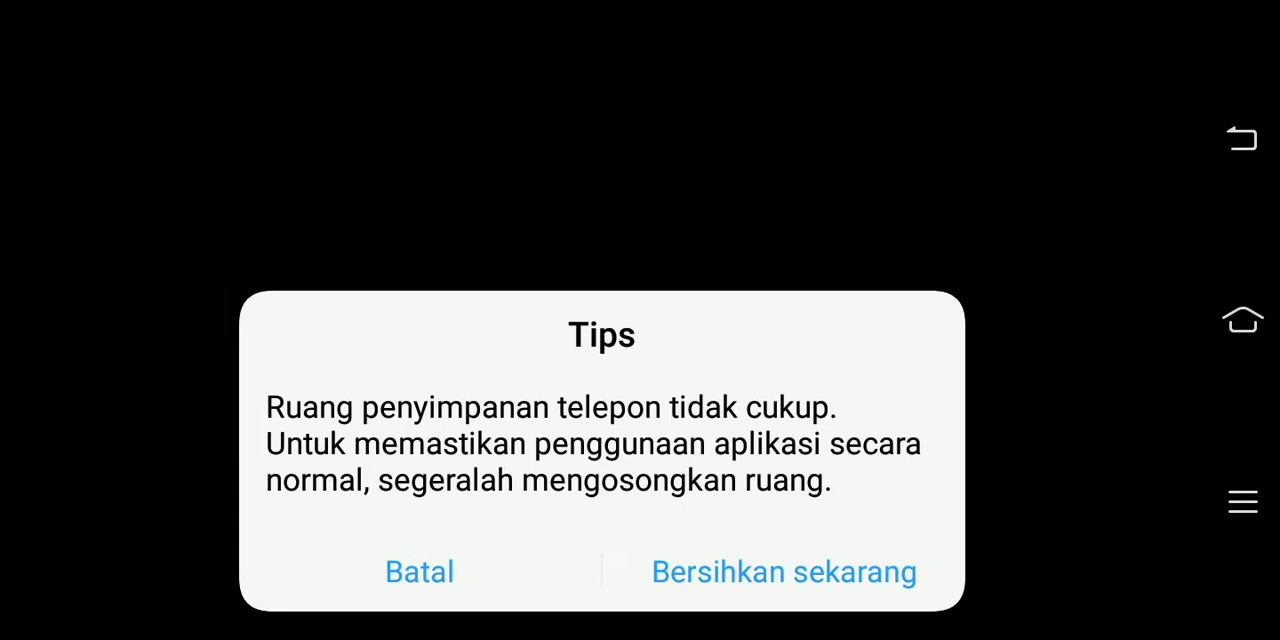 Tips
Ruang penyimpanan telepon tidak cukup.
Untuk memastikan penggunaan aplikasi secara
normal, segeralah mengosongkan ruang.
Batal
Bersihkan sekarang